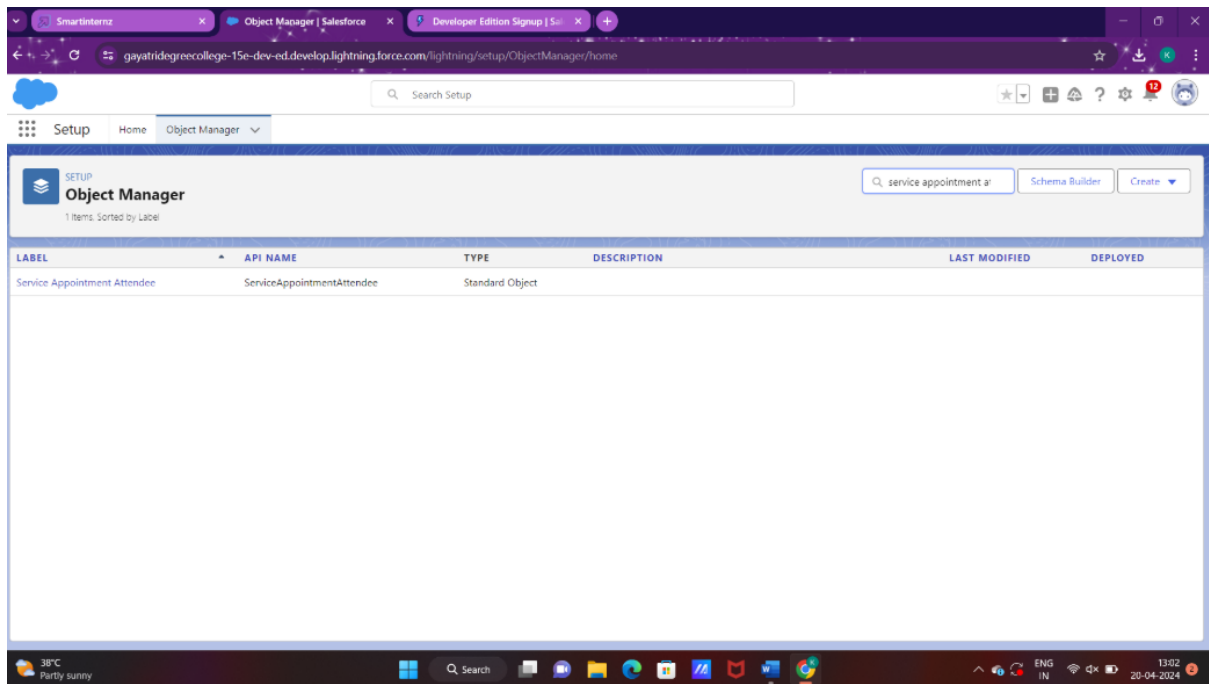 Smartinternz
Object Manager | Salesforce
Developer Edition Signup | Sal
gayatridegreecollege-15e-dev-ed.develop.lightning.force.com/lightning/setup/ObjectManager/home
K
Search Setup
12
Setup Home Object Manager
SETUP
Object Manager
1 Items. Sorted by Label
service appointment a
Schema Builder
Create
LABEL API NAME TYPE DESCRIPTION LAST MODIFIED DEPLOYED
Service Appointment Attendee ServiceAppointmentAttendee Standard Object
38°C
Partly sunny
Search
ENG
IN
13:02
20-04-2024
2